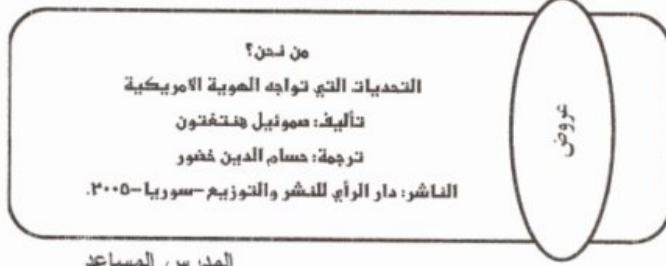 من نحن؟
التحديات التي تواجه الهوية الامريكية
تأليف: صموئيل هنتغتون
ترجمة: حسام الدين خضور
الناشر: دار الرأي للنشر والتوزيع-سوريا-٢٠٠٥.
عروض
المدرس المساعد